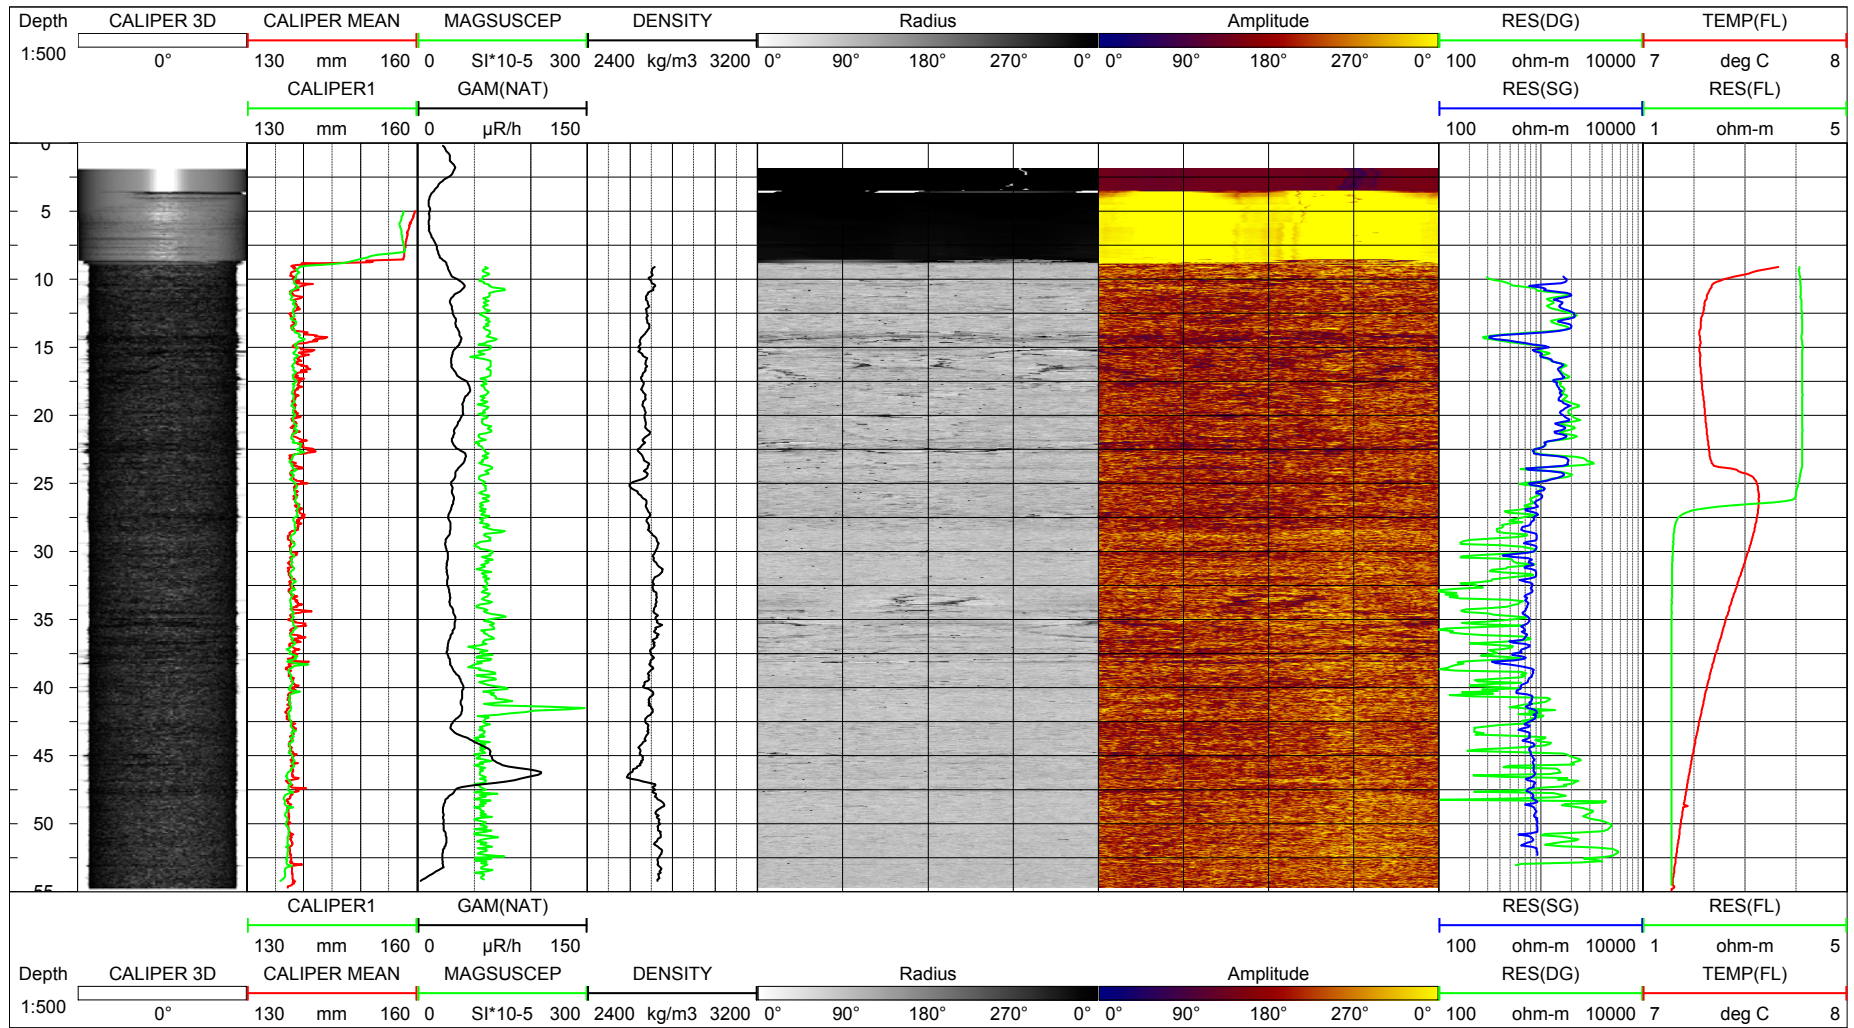 Depth CALIPER 3D CALIPER MEAN MAGSUSCEP DENSITY Radius Amplitude RES(DG) TEMP(FL)
1:500 0° 130 mm 160 0 SI*10-5 300 2400 kg/m3 3200 0° 90° 180° 270° 0° 0° 90° 180° 270° 0° 100 ohm-m 10000 7 deg C 8
CALIPER1 GAM(NAT) RES(SG) RES(FL)
130 mm 160 0 µR/h 150 100 ohm-m 10000 1 ohm-m 5
0
5
10
15
20
25
30
35
40
45
50
55
CALIPER1 GAM(NAT) RES(SG) RES(FL)
130 mm 160 0 µR/h 150 100 ohm-m 10000 1 ohm-m 5
Depth CALIPER 3D CALIPER MEAN MAGSUSCEP DENSITY Radius Amplitude RES(DG) TEMP(FL)
1:500 0° 130 mm 160 0 SI*10-5 300 2400 kg/m3 3200 0° 90° 180° 270° 0° 0° 90° 180° 270° 0° 100 ohm-m 10000 7 deg C 8